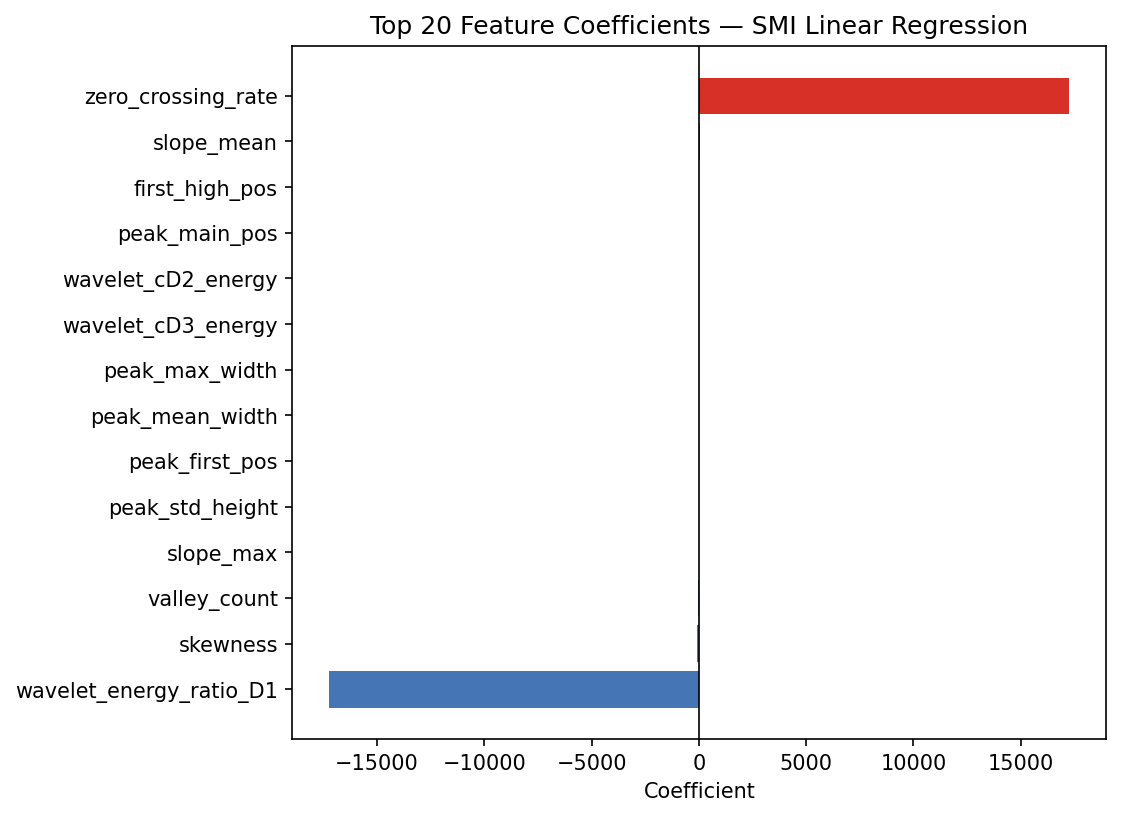 Top 20 Feature Coefficients — SMI Linear Regression
zero_crossing_rate
slope_mean
first_high_pos
peak_main_pos
wavelet_cD2_energy
wavelet_cD3_energy
peak_max_width
peak_mean_width
peak_first_pos
peak_std_height
slope_max
valley_count
skewness
wavelet_energy_ratio_D1
−15000 −10000 −5000 0 5000 10000 15000
Coefficient